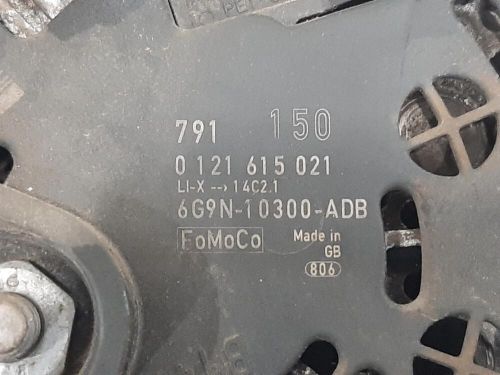 791 150
0 121 615 021
LI-X --> 14C2.1
6G9N-10300-ADB
FoMoCo Made in
GB
806